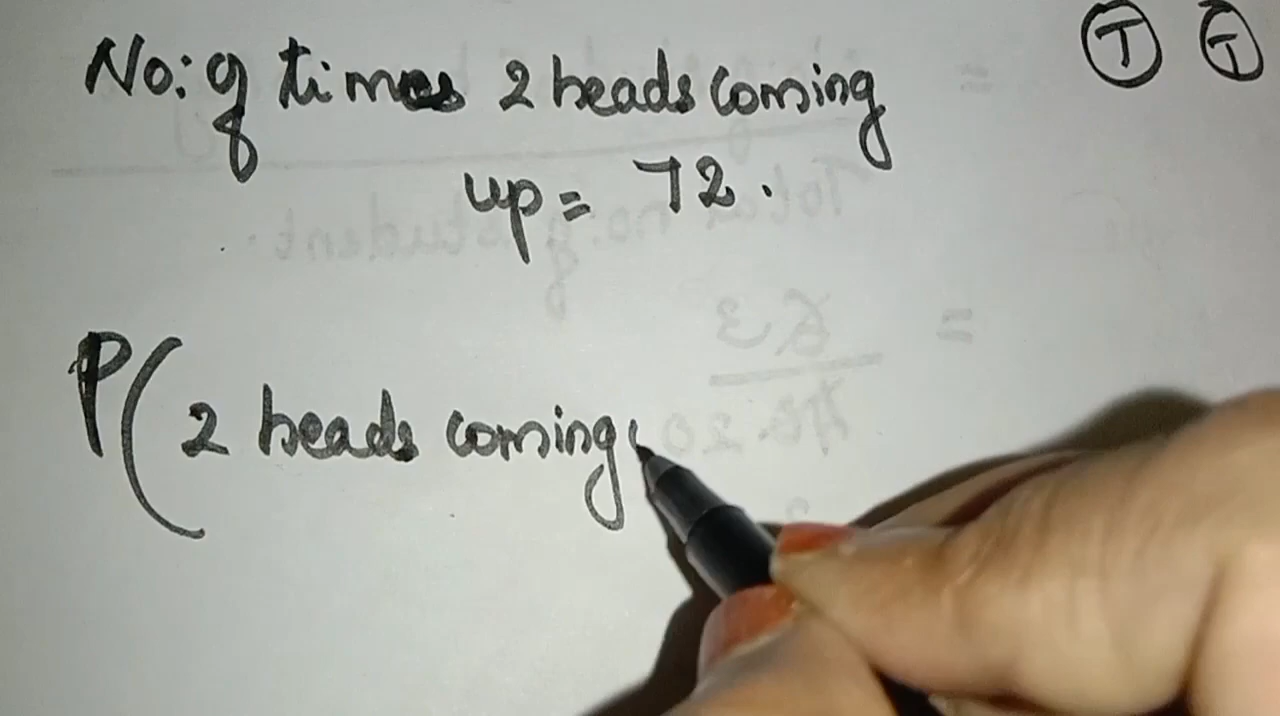 No: of times 2 heads coming
up = 72.
P( 2 heads coming
T T